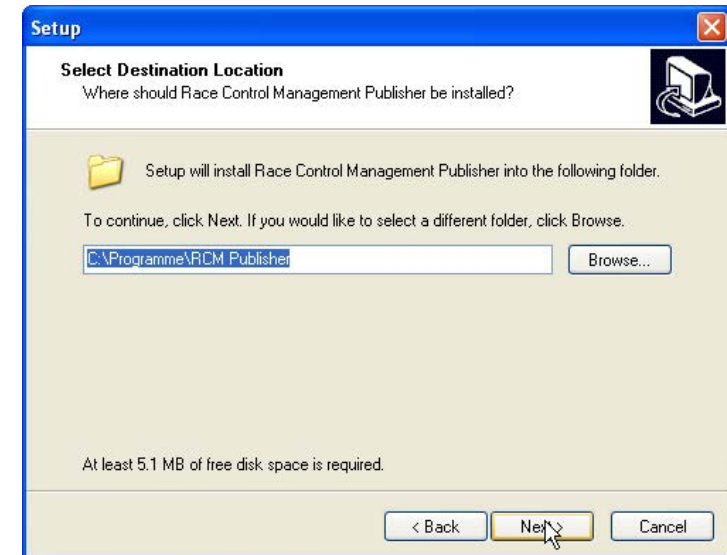 Setup
Select Destination Location
Where should Race Control Management Publisher be installed?
Setup will install Race Control Management Publisher into the following folder.
To continue, click Next. If you would like to select a different folder, click Browse.
C:\Programme\RCM Publisher
Browse...
At least 5.1 MB of free disk space is required.
< Back
Next >
Cancel